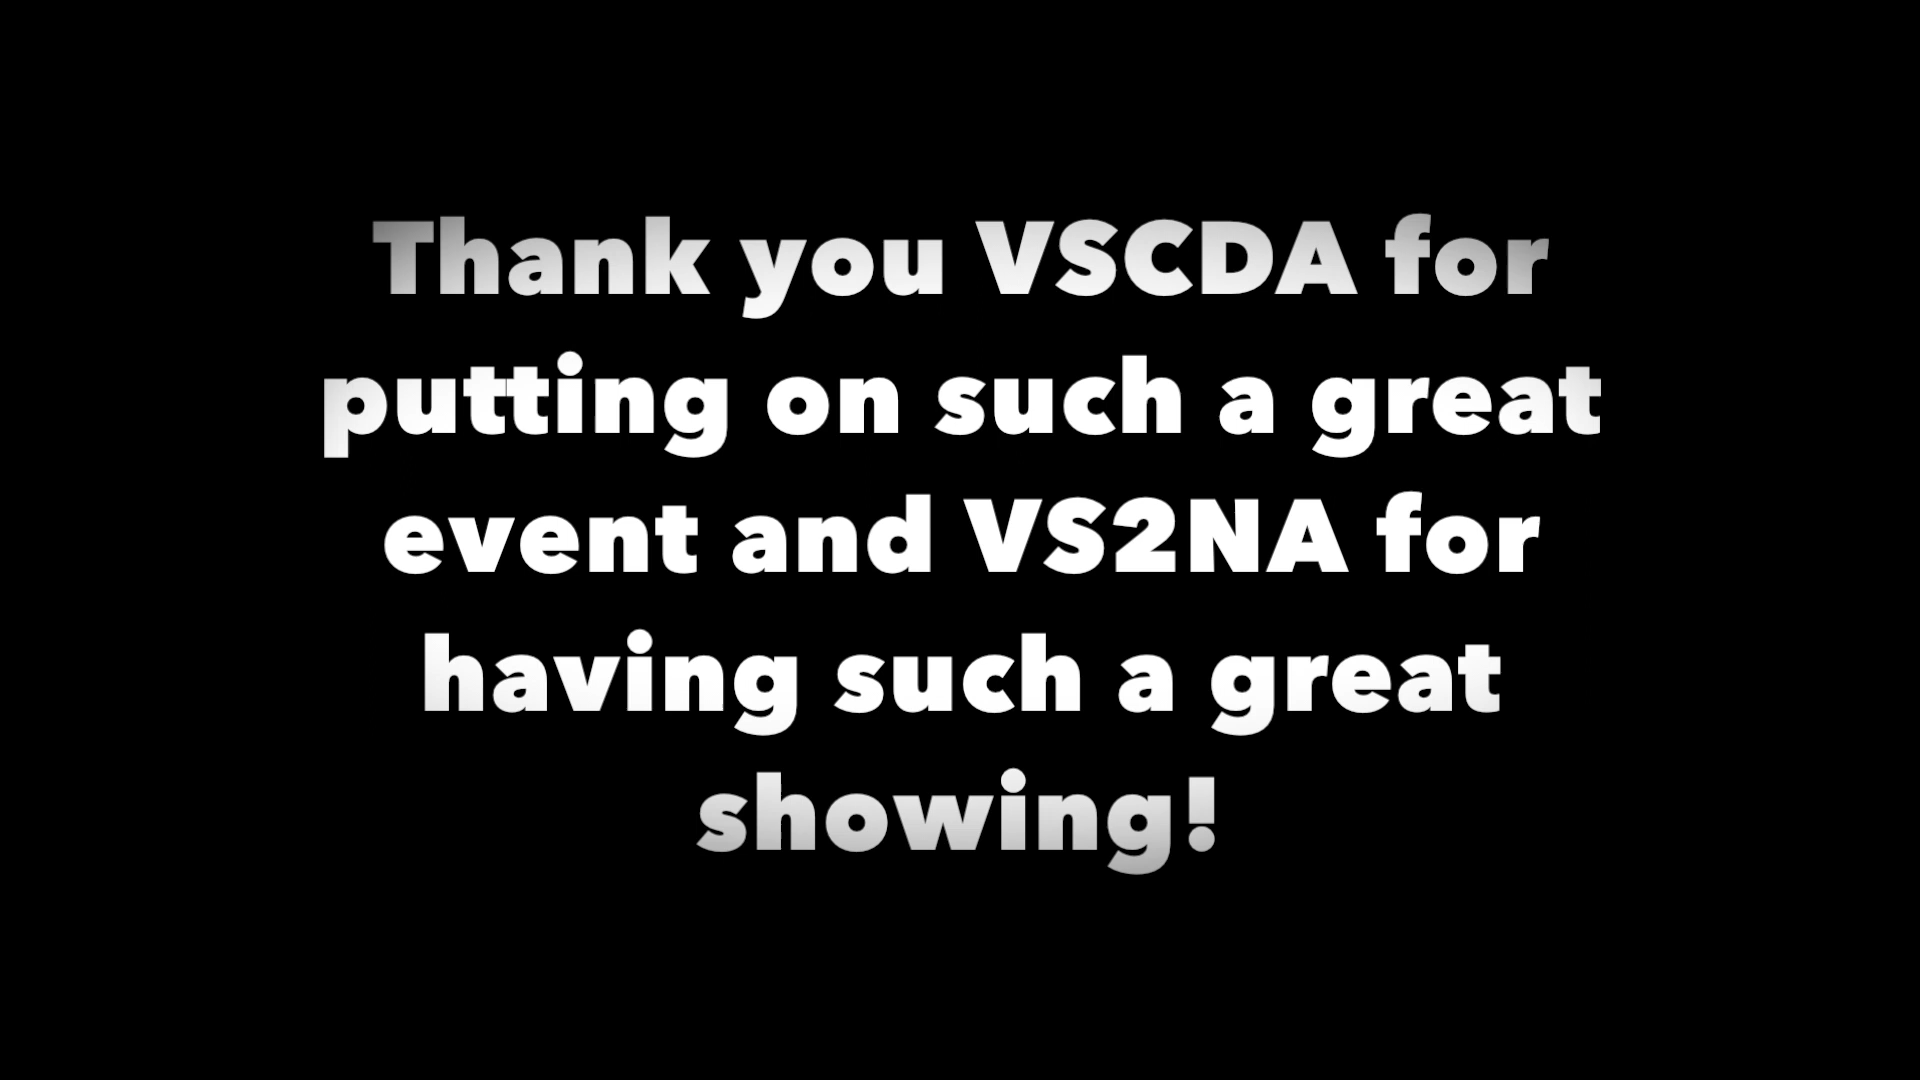 Thank you VSCDA for
putting on such a great
event and VS2NA for
having such a great
showing!